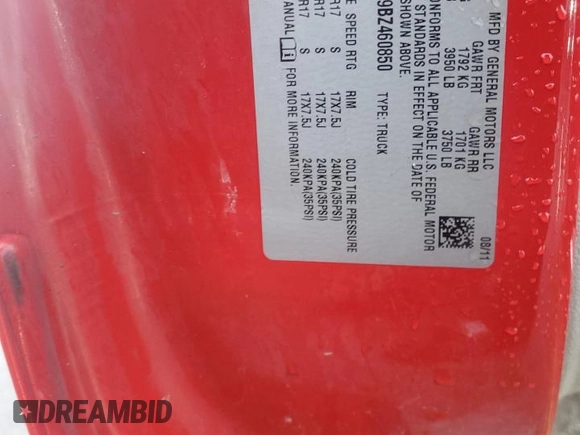 MFD BY GENERAL MOTORS LLC
GAWR FRT GAWR RR
1792 KG 1701 KG
3950 LB 3750 LB
08/11
CONFORMS TO ALL APPLICABLE U.S. FEDERAL MOTOR
STANDARDS IN EFFECT ON THE DATE OF
SHOWN ABOVE.
9BZ460850 TYPE: TRUCK
SPEED RTG RIM COLD TIRE PRESSURE
R17 S 17X7.5J 240KPA(35PSI)
R17 S 17X7.5J 240KPA(35PSI)
R17 S 17X7.5J 240KPA(35PSI)
MANUAL FOR MORE INFORMATION.
DREAMBID